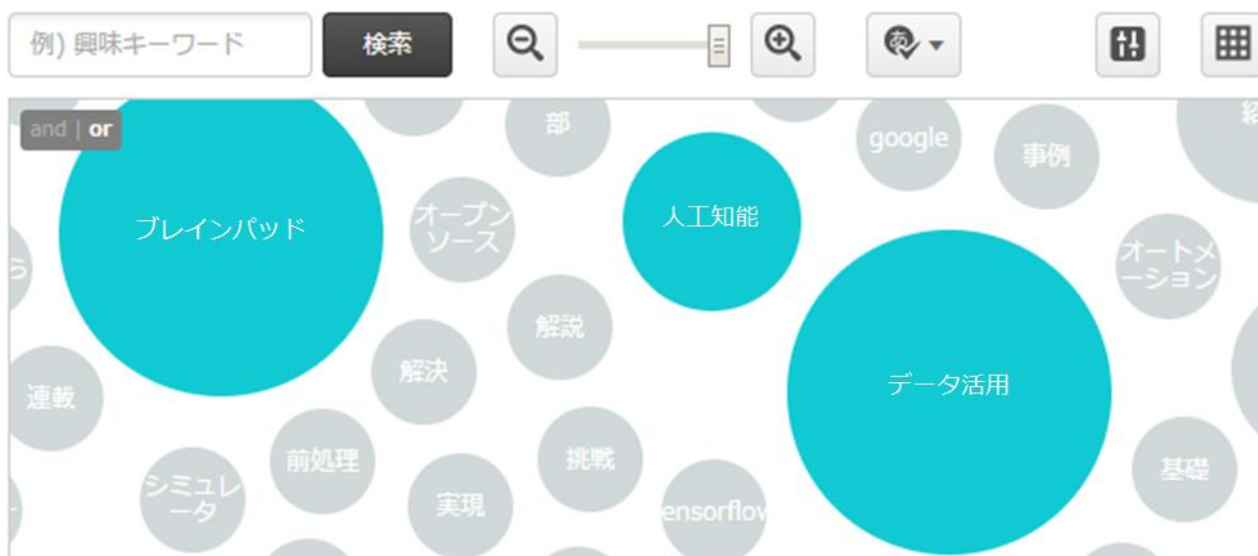 例) 興味キーワード
検索
あ
and | or
部
google
事例
ブレインパッド
人工知能
オープン
ソース
オートメ
ーション
ら
解説
解決
データ活用
連載
前処理
挑戦
基礎
シミュレ
ータ
実現
ensorflow